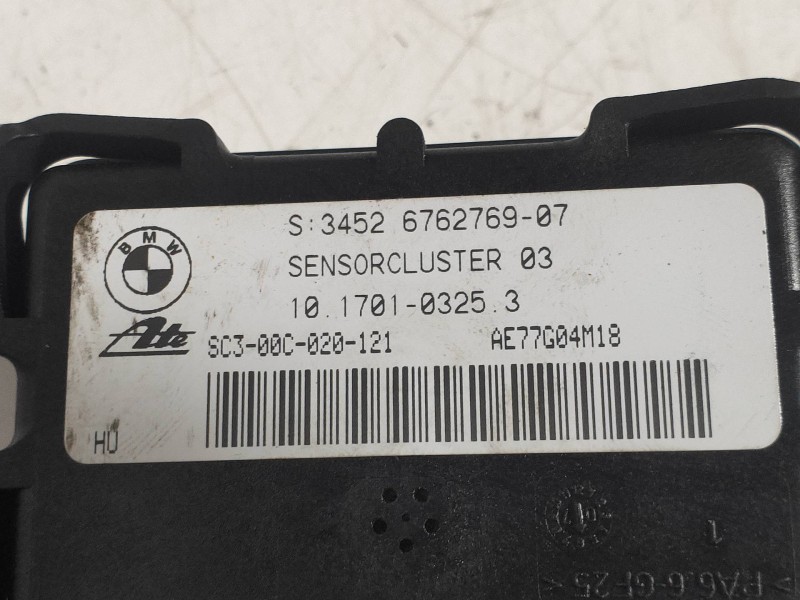 S:3452 6762769-07
BMW
SENSORCLUSTER 03
10.1701-0325.3
Ate
SC3-00C-020-121 AE77G04M18
HU
07
1
>PA6.6-GF25<